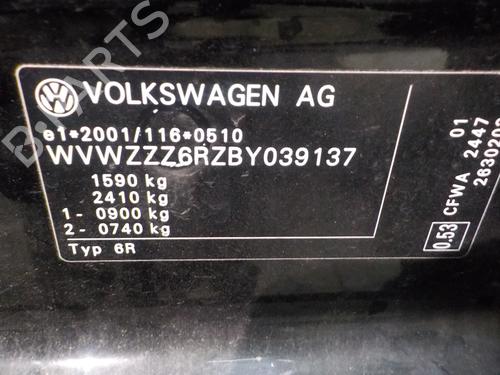 VOLKSWAGEN AG
e1*2001/116*0510
WVWZZZ6RZBY039137
1590 kg
2410 kg
1- 0900 kg
2- 0740 kg
Typ 6R
0.53 CFWA 2447 01
PARTS